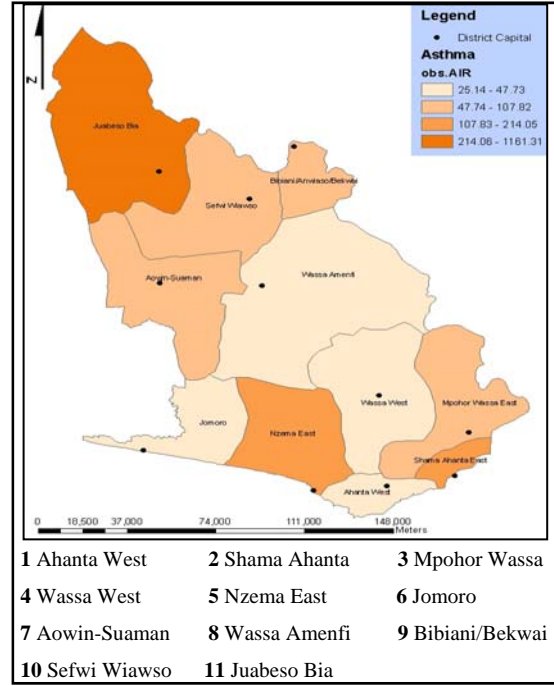 Legend
District Capital
Asthma
obs.AIR
25.14 - 47.73
47.74 - 107.82
107.83 - 214.05
214.06 - 1161.31
N
Juabeso Bia
Bibiani/Anwiaso/Bekwai
Sefwi Wiawso
Aowin-Suaman
Wassa Amenfi
Wassa West
Mpohor Wassa East
Jomoro
Nzema East
Shama Ahanta East
Ahanta West
0 18,500 37,000 74,000 111,000 148,000
Meters
1 Ahanta West 2 Shama Ahanta 3 Mpohor Wassa
4 Wassa West 5 Nzema East 6 Jomoro
7 Aowin-Suaman 8 Wassa Amenfi 9 Bibiani/Bekwai
10 Sefwi Wiawso 11 Juabeso Bia